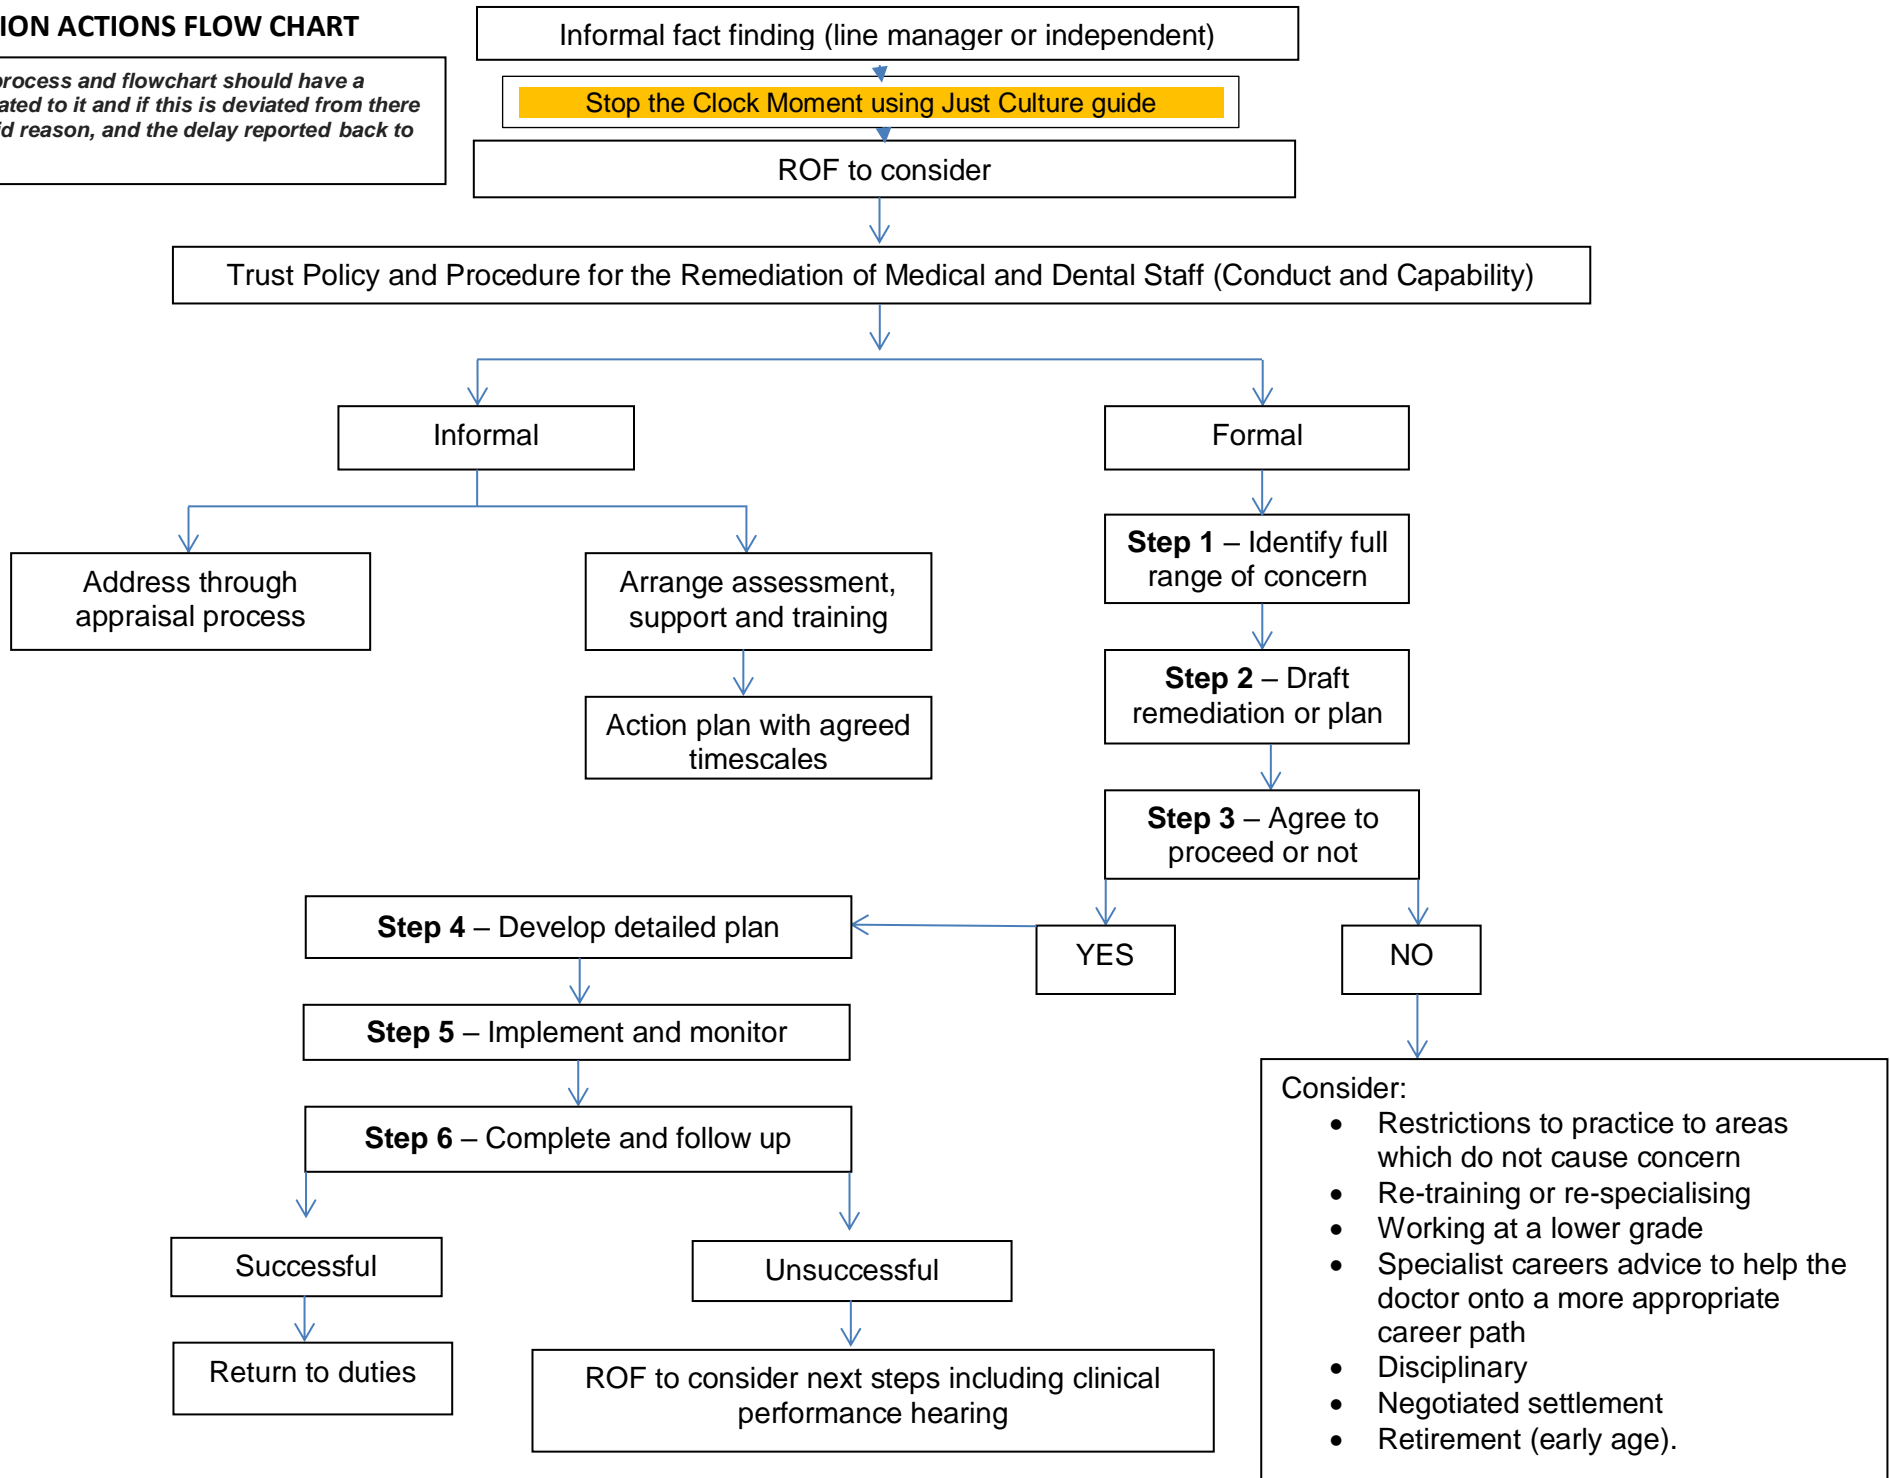 ION ACTIONS FLOW CHART
process and flowchart should have a
ated to it and if this is deviated from there
id reason, and the delay reported back to
Informal fact finding (line manager or independent)
Stop the Clock Moment using Just Culture guide
ROF to consider
Trust Policy and Procedure for the Remediation of Medical and Dental Staff (Conduct and Capability)
Informal
Formal
Address through
appraisal process
Arrange assessment,
support and training
Action plan with agreed
timescales
Step 1 – Identify full
range of concern
Step 2 – Draft
remediation or plan
Step 3 – Agree to
proceed or not
YES
NO
Step 4 – Develop detailed plan
Step 5 – Implement and monitor
Step 6 – Complete and follow up
Successful
Unsuccessful
Return to duties
ROF to consider next steps including clinical
performance hearing
Consider:
• Restrictions to practice to areas
which do not cause concern
• Re-training or re-specialising
• Working at a lower grade
• Specialist careers advice to help the
doctor onto a more appropriate
career path
• Disciplinary
• Negotiated settlement
• Retirement (early age).